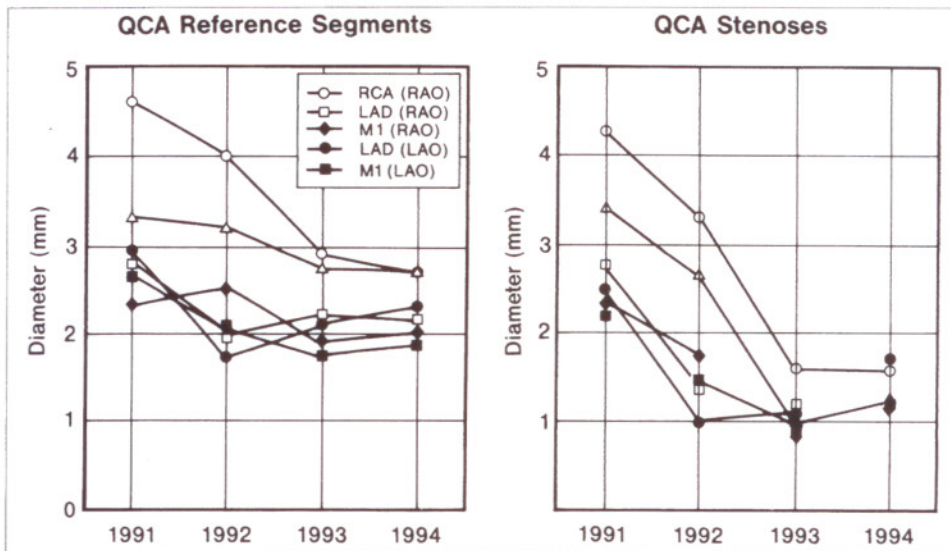 QCA Reference Segments
QCA Stenoses
Diameter (mm)
5
4
3
2
1
0
1991 1992 1993 1994
RCA (RAO)
LAD (RAO)
M1 (RAO)
LAD (LAO)
M1 (LAO)
Diameter (mm)
5
4
3
2
1
1991 1992 1993 1994